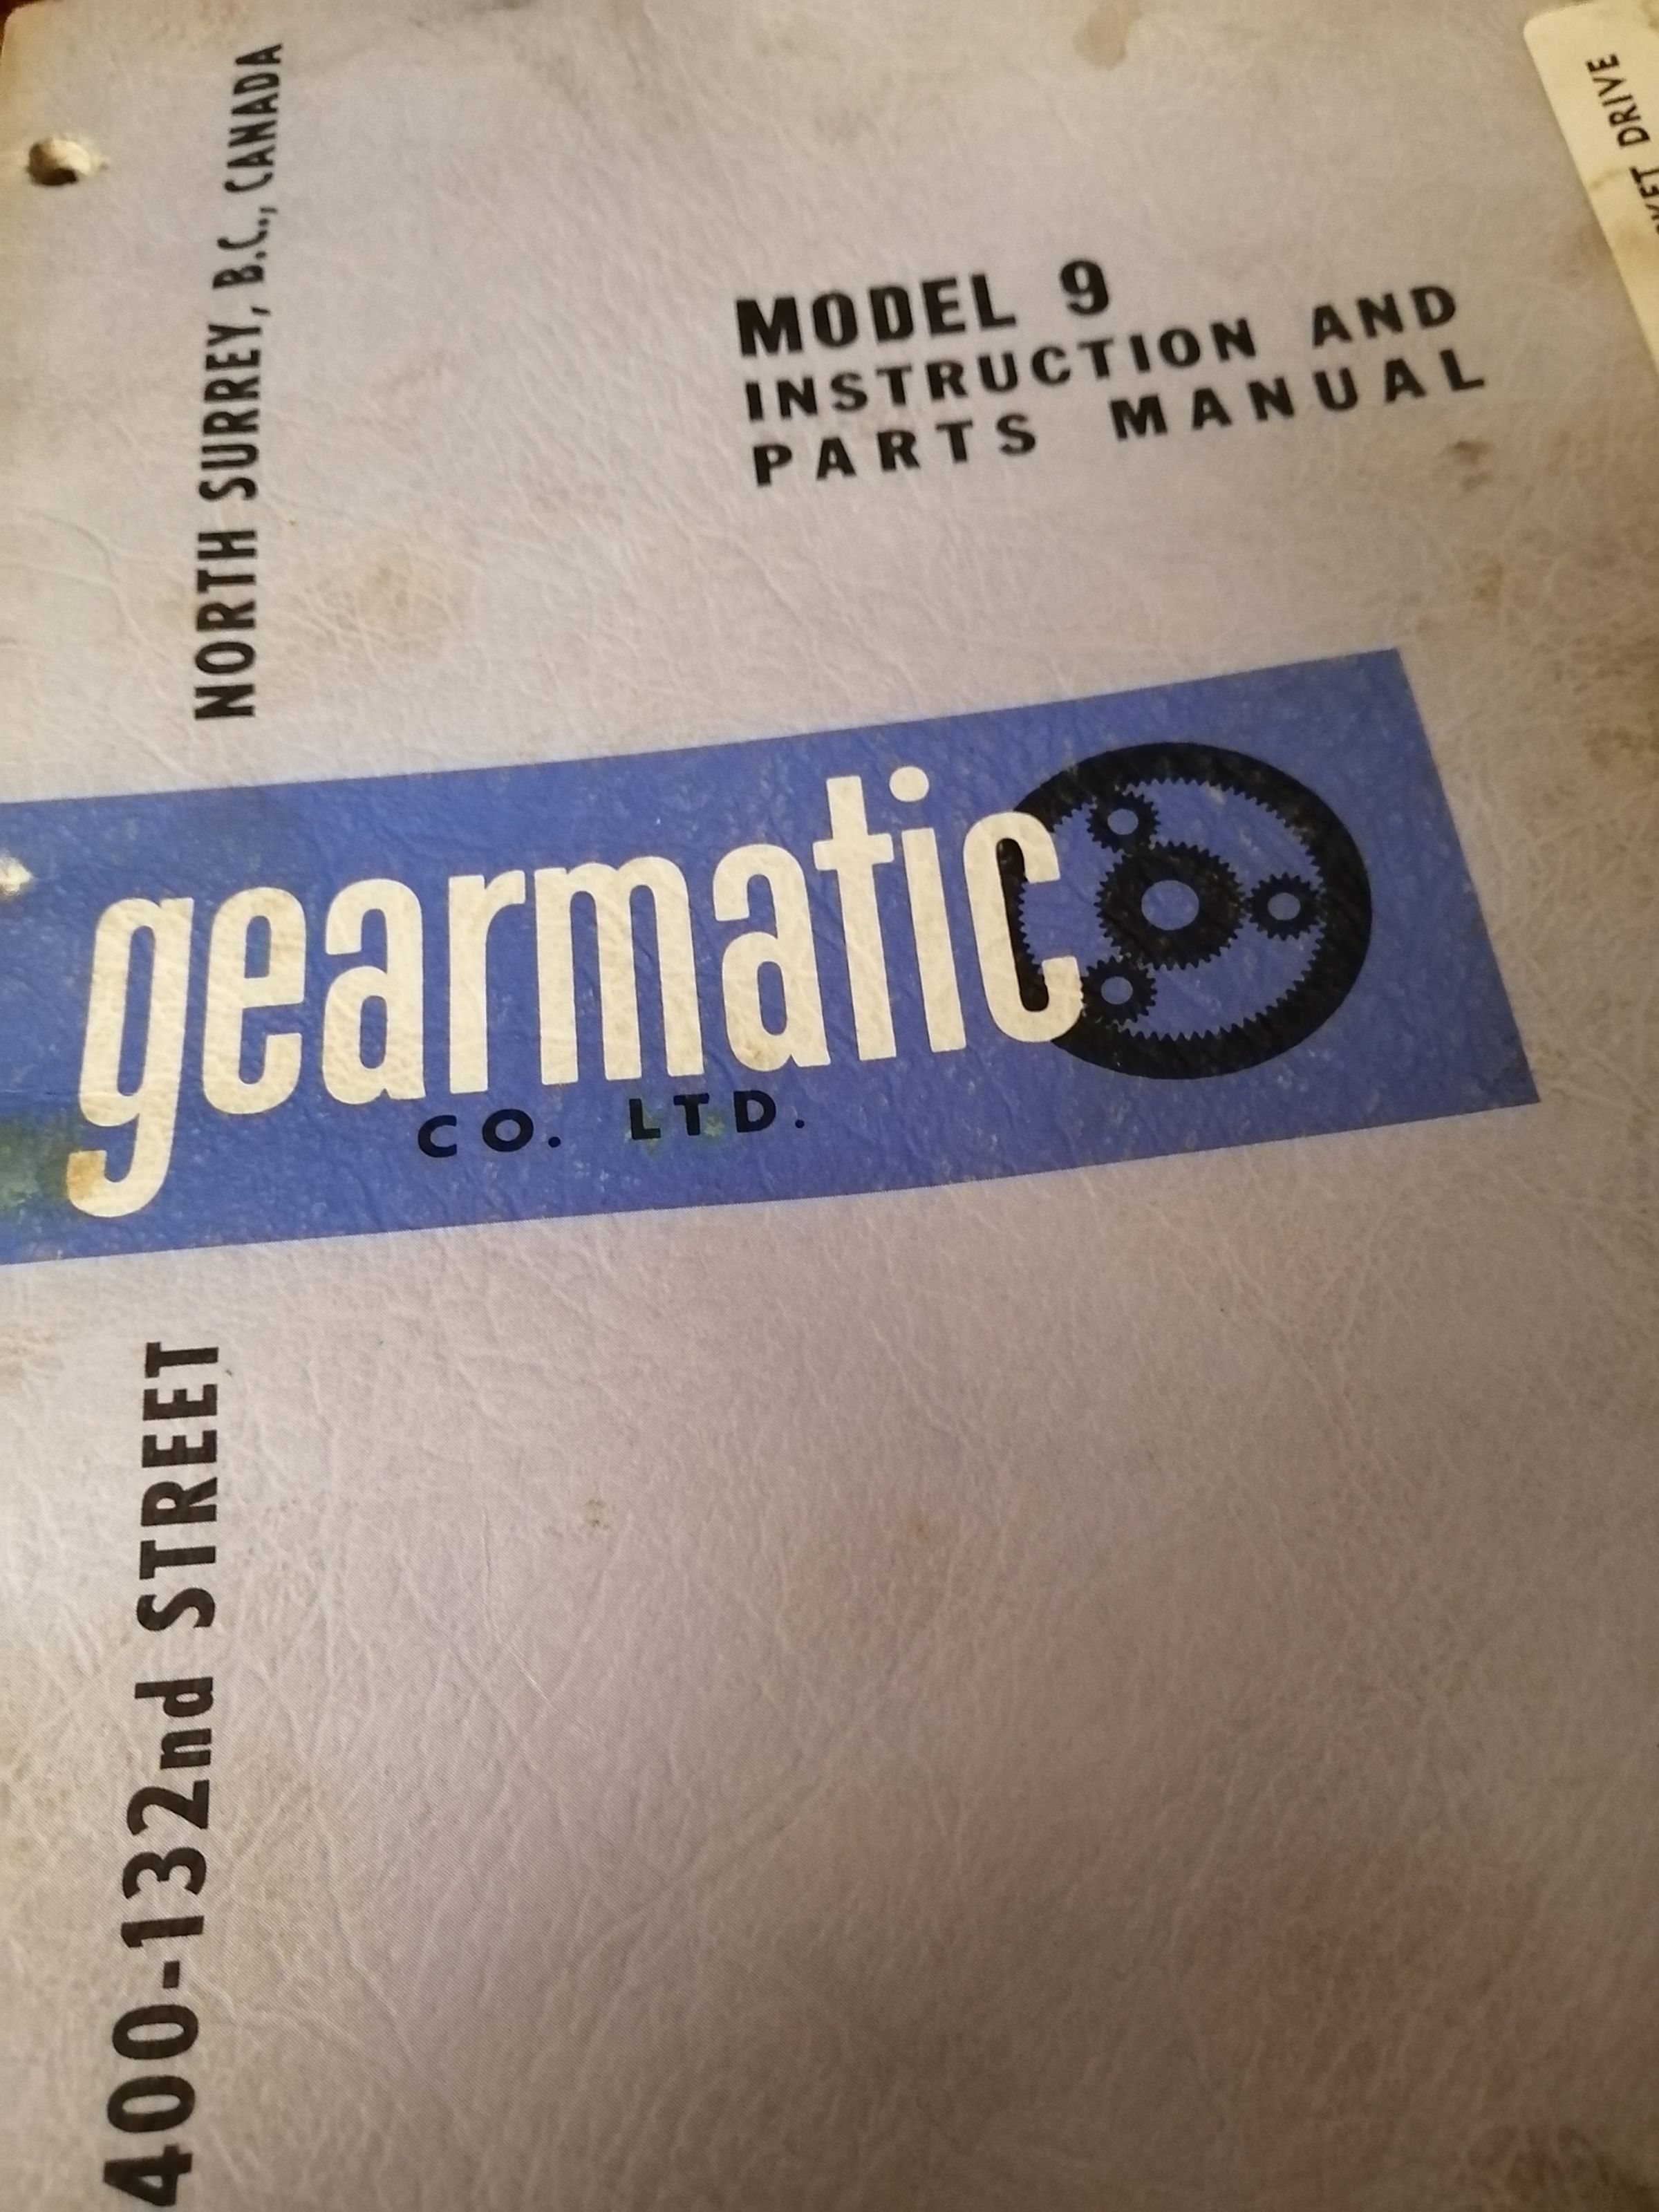 MODEL 9
INSTRUCTION AND
PARTS MANUAL
gearmatic
CO. LTD.
NORTH SURREY, B.C., CANADA
400-132nd STREET
DRIVE